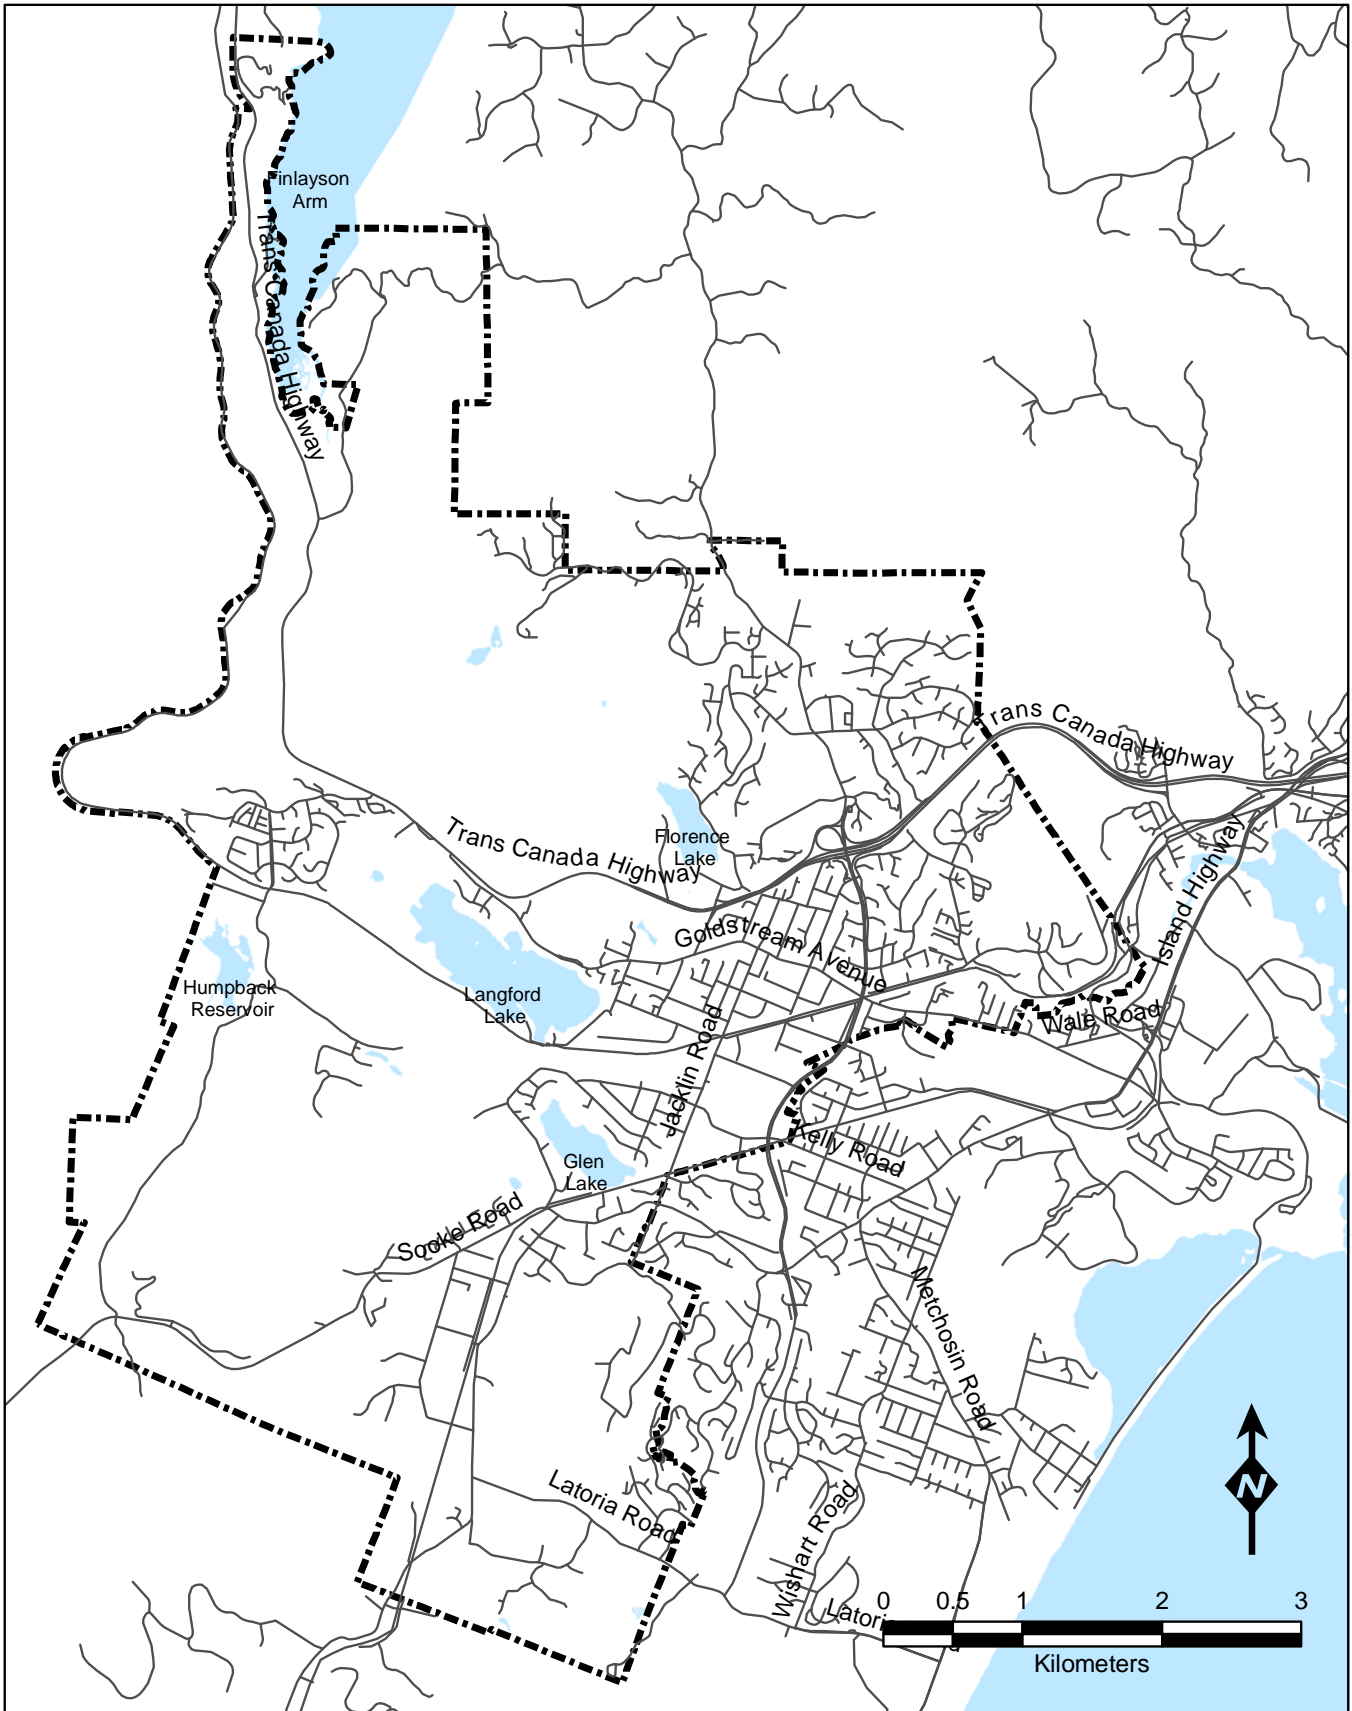 Finlayson
Arm
Trans Canada Highway
Trans Canada Highway
Trans Canada Highway
Florence
Lake
Island Highway
Goldstream Avenue
Humpback
Reservoir
Langford
Lake
Wale Road
Jacklin Road
Kelly Road
Glen
Lake
Sooke Road
Metchosin Road
Latoria Road
Wishart Road
N
0 0.5 1 2 3
Kilometers